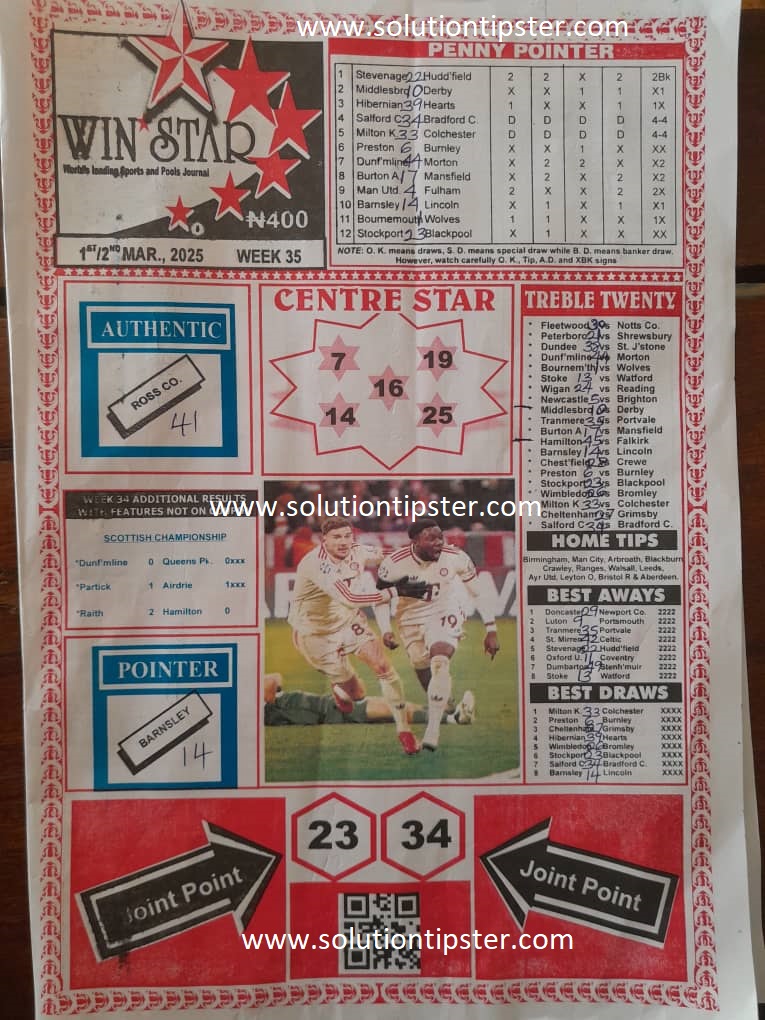 www.solutiontipster.com
WIN STAR
World's leading Sports and Pools Journal
₦400
1ST/2ND MAR., 2025 WEEK 35
PENNY POINTER
1 Stevenage 22 Hudd'field 2 2 X 2 2Bk
2 Middlesbro 10 Derby X X 1 1 X1
3 Hibernian 39 Hearts 1 X X 1 1X
4 Salford C 34 Bradford C. D D D D 4-4
5 Milton K 33 Colchester D D D D 4-4
6 Preston 6 Burnley X X 1 X XX
7 Dunf'mline 44 Morton X 2 2 X X2
8 Burton A 17 Mansfield X 2 X X X2
9 Man Utd. 4 Fulham 2 X X 2 2X
10 Barnsley 14 Lincoln X 1 X X X1
11 Bournemouth Wolves 1 1 X X 1X
12 Stockport 23 Blackpool X 1 X X XX
NOTE: O. K. means draws, S. D. means special draw while B. D. means banker draw.
However, watch carefully O. K., Tip, A.D. and XBK signs
AUTHENTIC
ROSS CO.
41
CENTRE STAR
7 19
16
14 25
TREBLE TWENTY
Fleetwood 30 vs Notts Co.
Peterboro 21 vs Shrewsbury
Dundee 38 vs St. J'stone
Dunf'mline 44 vs Morton
Bournem'th vs Wolves
Stoke 13 vs Watford
Wigan 24 vs Reading
Newcastle 5 vs Brighton
Middlesbro 10 vs Derby
Tranmere 35 vs Portvale
Burton A 17 vs Mansfield
Hamilton 45 vs Falkirk
Barnsley 14 vs Lincoln
Chest'field 28 vs Crewe
Preston 6 vs Burnley
Stockport 23 vs Blackpool
Wimbledon 26 vs Bromley
Milton K 33 vs Colchester
Cheltenham 27 Grimsby
Salford C 34 vs Bradford C.
WEEK 34 ADDITIONAL RESULTS
WITH FEATURES NOT ON
www.solutiontipster.com
SCOTTISH CHAMPIONSHIP
*Dunf'mline 0 Queens Pk. 0xxx
*Partick 1 Airdrie 1xxx
*Raith 2 Hamilton 0
8
19
HOME TIPS
Birmingham, Man City, Arbroath, Blackburn
Crawley, Ranges, Walsall, Leeds,
Ayr Utd, Leyton O, Bristol R & Aberdeen.
BEST AWAYS
1 Doncaster 29 Newport Co. 2222
2 Luton 9 Portsmouth 2222
3 Tranmere 35 Portvale 2222
4 St. Mirren 42 Celtic 2222
5 Stevenage 22 Hudd'field 2222
6 Oxford U. 11 Coventry 2222
7 Dumbarton 49 Stenh'muir 2222
8 Stoke 13 Watford 2222
POINTER
BARNSLEY
14
BEST DRAWS
1 Milton K 33 Colchester XXXX
2 Preston 6 Burnley XXXX
3 Cheltenham 27 Grimsby XXXX
4 Hibernian 39 Hearts XXXX
5 Wimbledon 26 Bromley XXXX
6 Stockport 23 Blackpool XXXX
7 Salford C 34 Bradford C. XXXX
8 Barnsley 14 Lincoln XXXX
Joint Point
23 34
Joint Point
www.solutiontipster.com